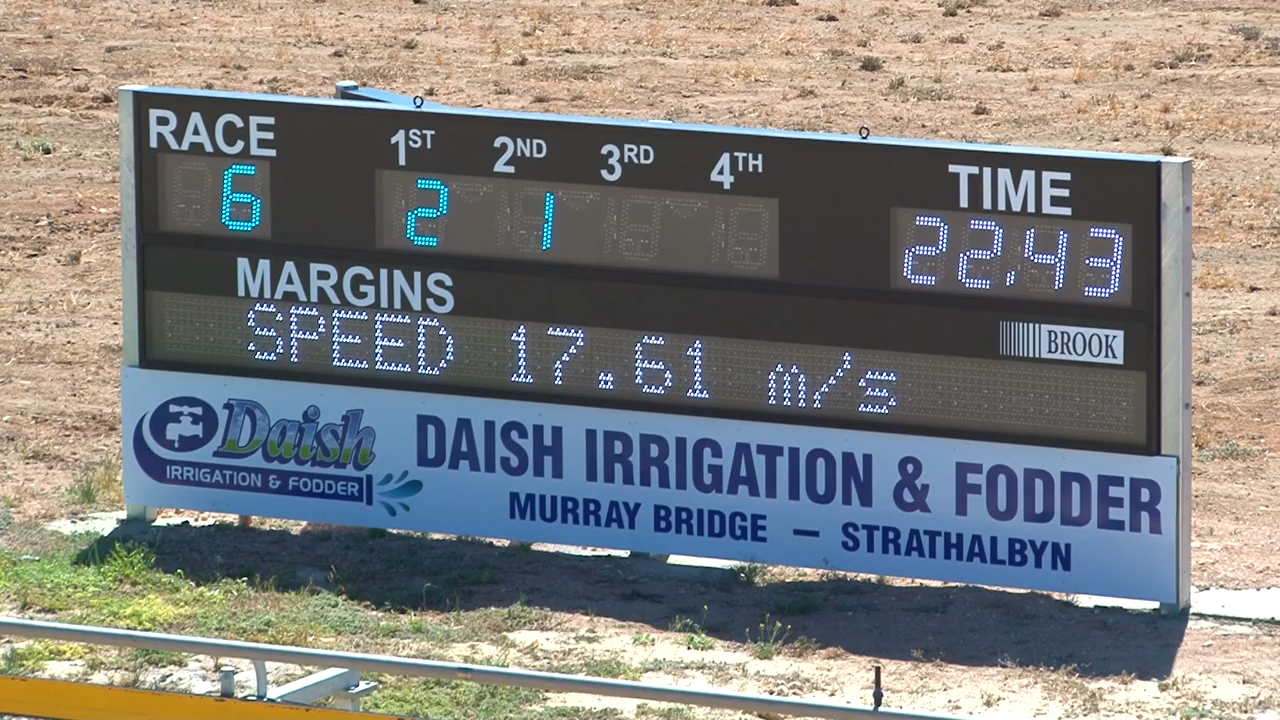 RACE 1ST 2ND 3RD 4TH TIME
6 2 1 22.43
MARGINS
SPEED 17.61 m/s
BROOK
Daish
IRRIGATION & FODDER
DAISH IRRIGATION & FODDER
MURRAY BRIDGE — STRATHALBYN